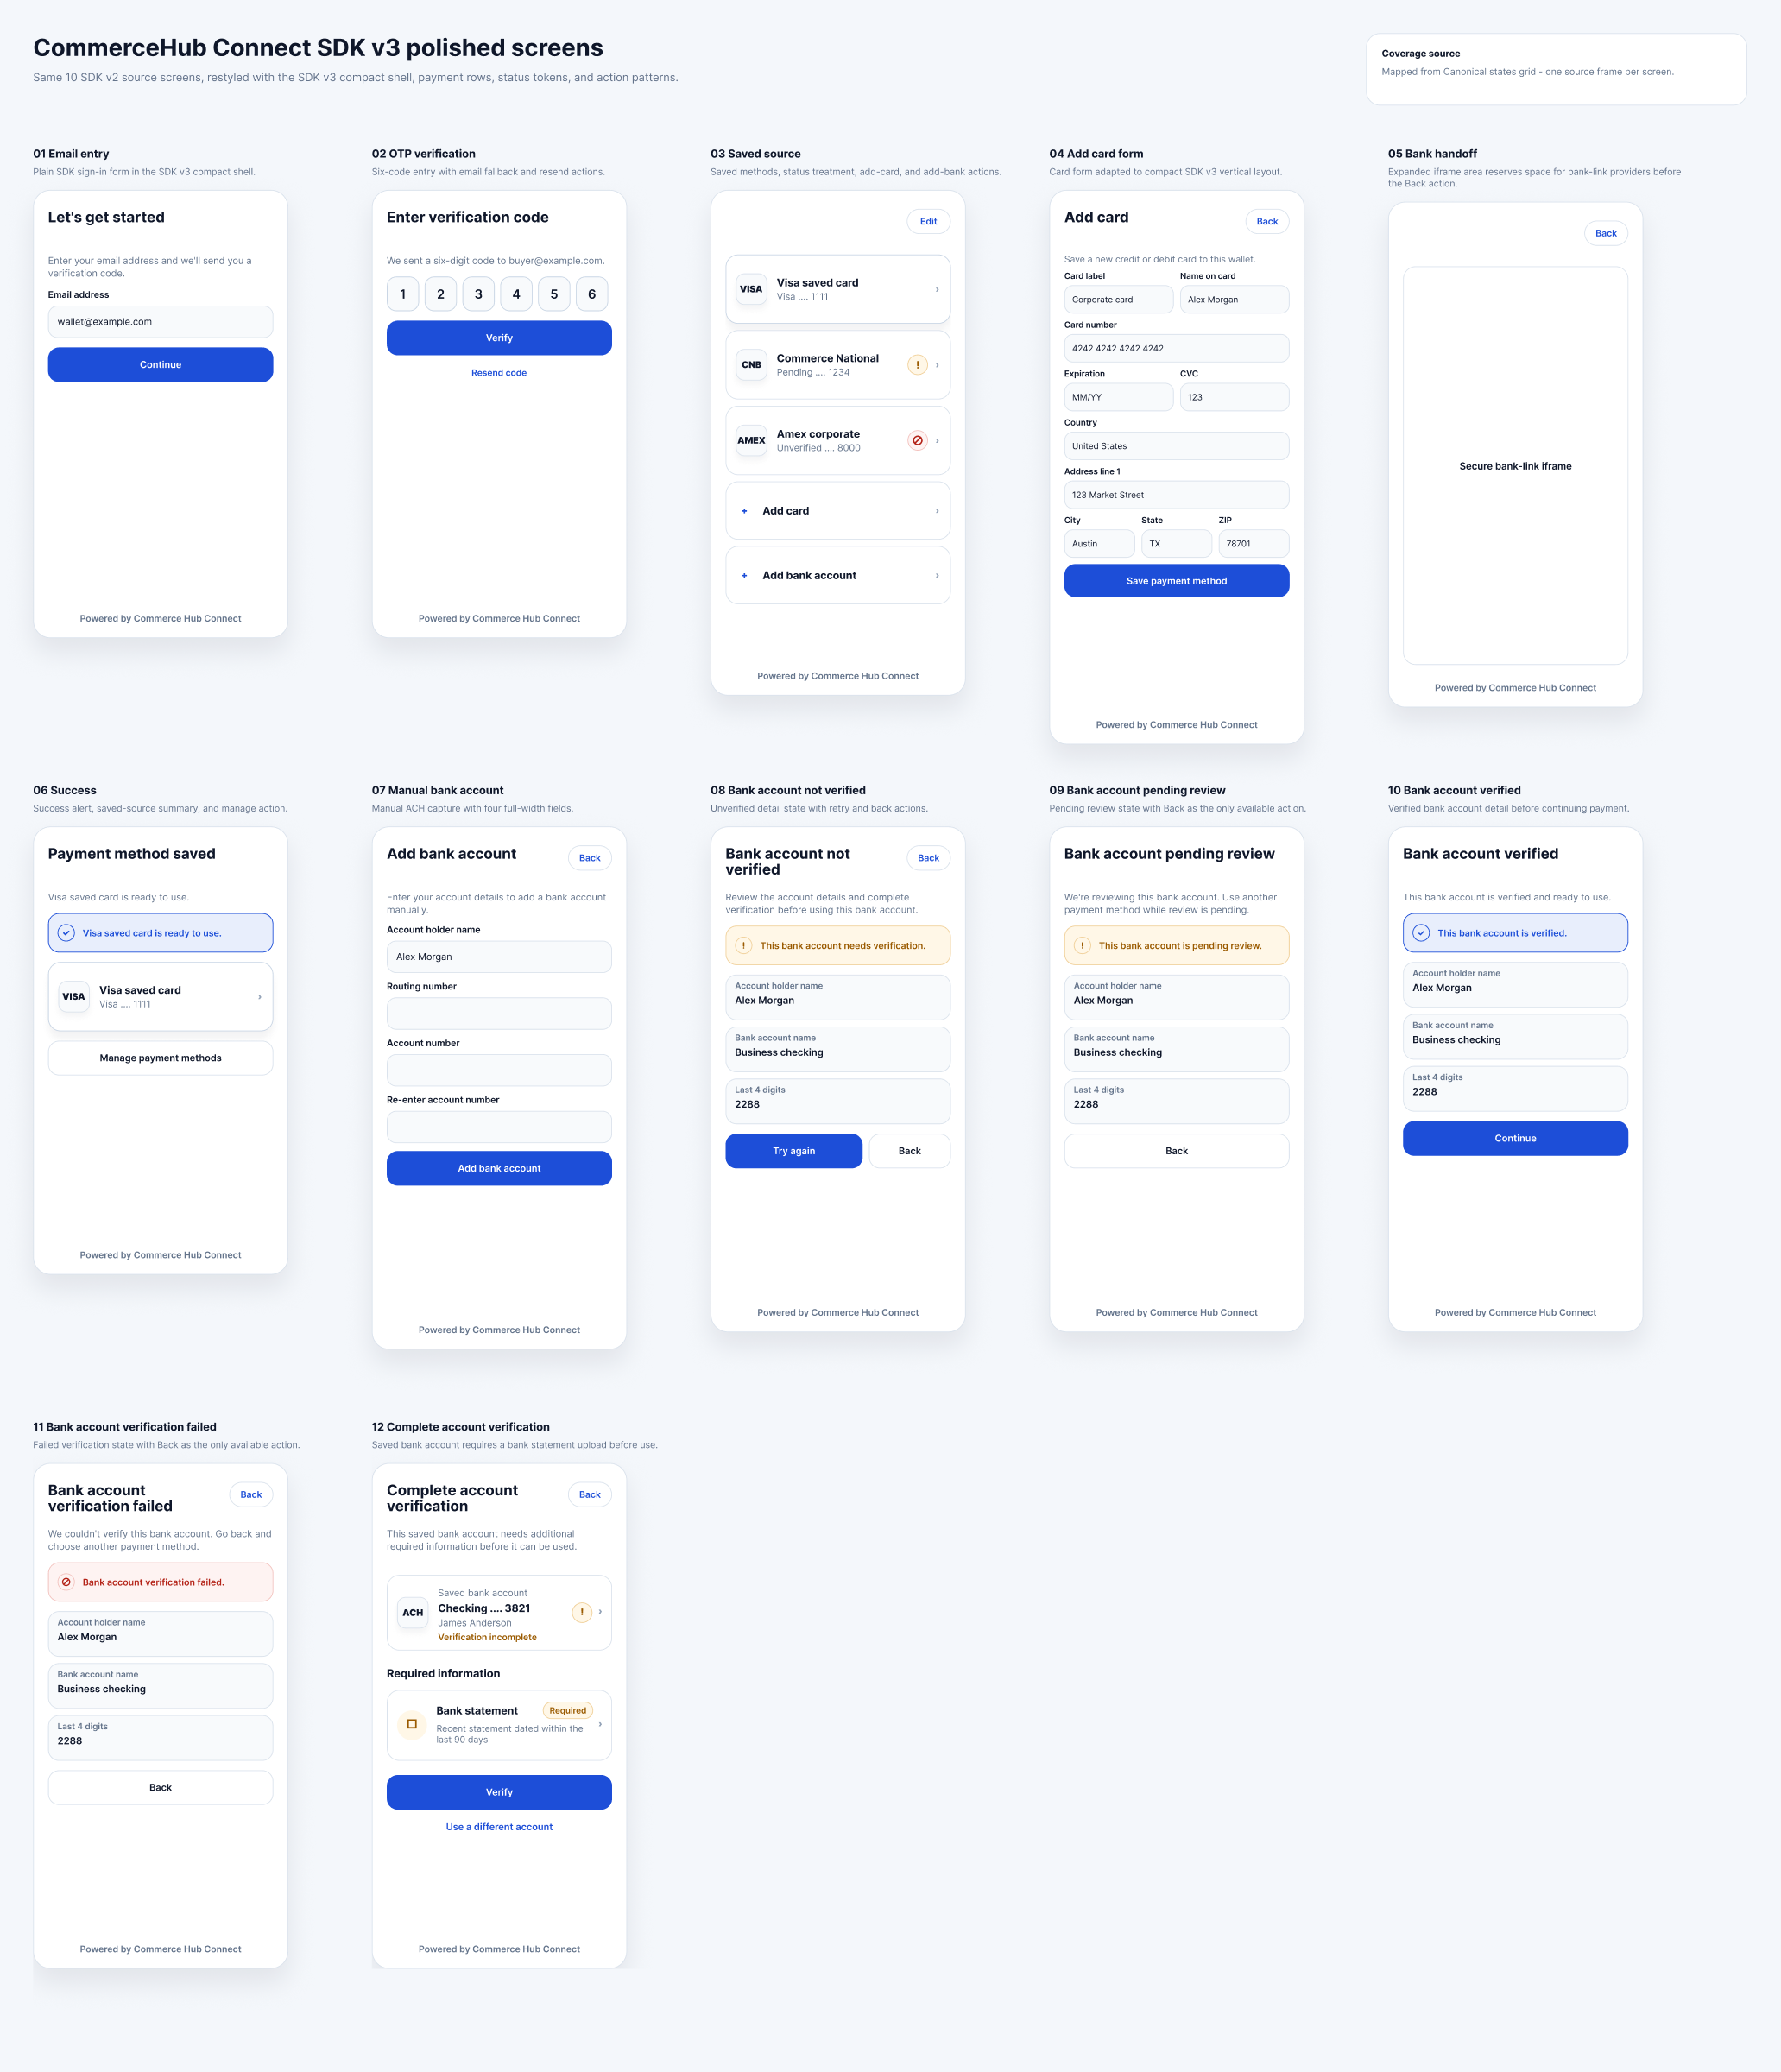 CommerceHub Connect SDK v3 polished screens
Same 10 SDK v2 source screens, restyled with the SDK v3 compact shell, payment rows, status tokens, and action patterns.
Coverage source
Mapped from Canonical states grid - one source frame per screen.
01 Email entry
Plain SDK sign-in form in the SDK v3 compact shell.
Let's get started
Enter your email address and we'll send you a
verification code.
Email address
wallet@example.com
Continue
Powered by Commerce Hub Connect
02 OTP verification
Six-code entry with email fallback and resend actions.
Enter verification code
We sent a six-digit code to buyer@example.com.
1 2 3 4 5 6
Verify
Resend code
Powered by Commerce Hub Connect
03 Saved source
Saved methods, status treatment, add-card, and add-bank actions.
Edit
VISA
Visa saved card
Visa .... 1111
›
CNB
Commerce National
Pending .... 1234
! ›
AMEX
Amex corporate
Unverified .... 8000
›
+ Add card ›
+ Add bank account ›
Powered by Commerce Hub Connect
04 Add card form
Card form adapted to compact SDK v3 vertical layout.
Add card
Back
Save a new credit or debit card to this wallet.
Card label Name on card
Corporate card Alex Morgan
Card number
4242 4242 4242 4242
Expiration CVC
MM/YY 123
Country
United States
Address line 1
123 Market Street
City State ZIP
Austin TX 78701
Save payment method
Powered by Commerce Hub Connect
05 Bank handoff
Expanded iframe area reserves space for bank-link providers before
the Back action.
Back
Secure bank-link iframe
Powered by Commerce Hub Connect
06 Success
Success alert, saved-source summary, and manage action.
Payment method saved
Visa saved card is ready to use.
Visa saved card is ready to use.
VISA
Visa saved card
Visa .... 1111
›
Manage payment methods
Powered by Commerce Hub Connect
07 Manual bank account
Manual ACH capture with four full-width fields.
Add bank account
Back
Enter your account details to add a bank account
manually.
Account holder name
Alex Morgan
Routing number
Account number
Re-enter account number
Add bank account
Powered by Commerce Hub Connect
08 Bank account not verified
Unverified detail state with retry and back actions.
Bank account not
verified
Back
Review the account details and complete
verification before using this bank account.
! This bank account needs verification.
Account holder name
Alex Morgan
Bank account name
Business checking
Last 4 digits
2288
Try again Back
Powered by Commerce Hub Connect
09 Bank account pending review
Pending review state with Back as the only available action.
Bank account pending review
We're reviewing this bank account. Use another
payment method while review is pending.
! This bank account is pending review.
Account holder name
Alex Morgan
Bank account name
Business checking
Last 4 digits
2288
Back
Powered by Commerce Hub Connect
10 Bank account verified
Verified bank account detail before continuing payment.
Bank account verified
This bank account is verified and ready to use.
This bank account is verified.
Account holder name
Alex Morgan
Bank account name
Business checking
Last 4 digits
2288
Continue
Powered by Commerce Hub Connect
11 Bank account verification failed
Failed verification state with Back as the only available action.
Bank account
verification failed
Back
We couldn't verify this bank account. Go back and
choose another payment method.
Bank account verification failed.
Account holder name
Alex Morgan
Bank account name
Business checking
Last 4 digits
2288
Back
Powered by Commerce Hub Connect
12 Complete account verification
Saved bank account requires a bank statement upload before use.
Complete account
verification
Back
This saved bank account needs additional
required information before it can be used.
ACH
Saved bank account
Checking .... 3821
James Anderson
Verification incomplete
! ›
Required information
Bank statement
Required
Recent statement dated within the
last 90 days
›
Verify
Use a different account
Powered by Commerce Hub Connect